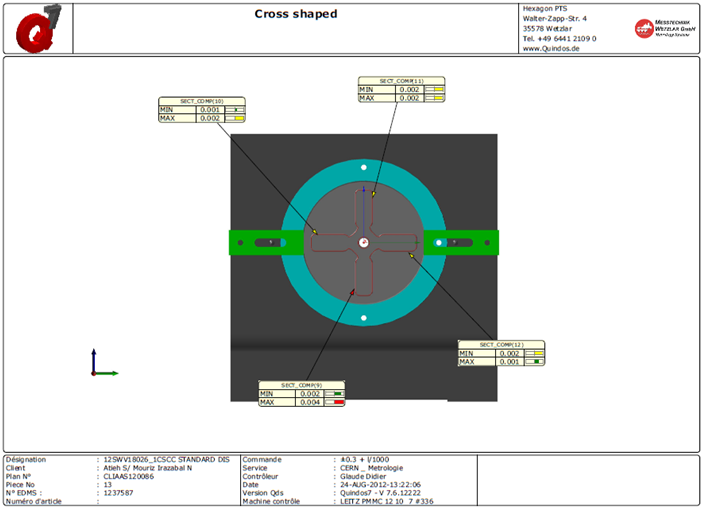 Cross shaped
Hexagon PTS
Walter-Zapp-Str. 4
35578 Wetzlar
Tel. +49 6441 2109 0
www.Quindos.de
MESSTECHNIK
WETZLAR GMBH
SECT_COMP(11)
MIN 0.002
MAX 0.002
SECT_COMP(10)
MIN 0.001
MAX 0.002
SECT_COMP(12)
MIN 0.002
MAX 0.001
SECT_COMP(9)
MIN 0.002
MAX 0.004
Désignation : 12SWV18026_1CSCC STANDARD DIS
Client : Atieh S/ Mouriz Irazabal N
Plan N° : CLIAAS120086
Piece No : 13
N° EDMS : 1237587
Numéro d'article :
Commande : ±0.3 + l/1000
Service : CERN _ Metrologie
Contrôleur : Glaude Didier
Date : 24-AUG-2012-13:22:06
Version Qds : Quindos7 - V 7.6.12222
Machine contrôle : LEITZ PMMC 12 10 7 #336